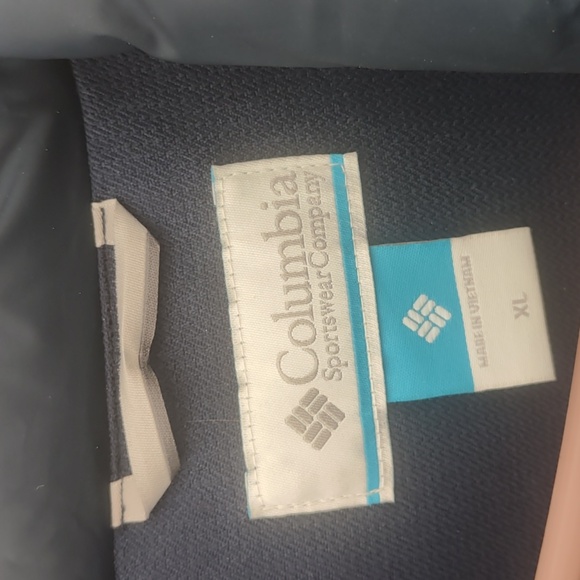 Columbia
Sportswear Company
MADE IN VIETNAM
XL